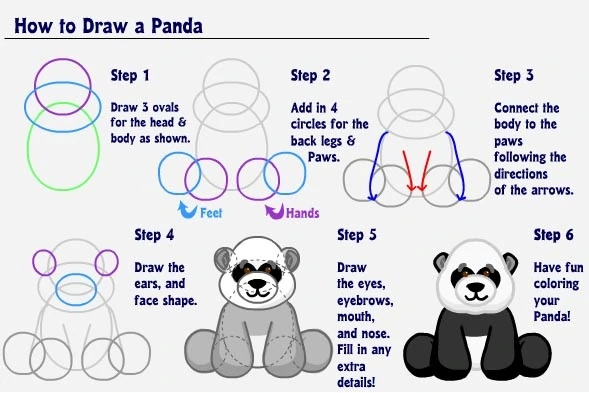 How to Draw a Panda
Step 1
Draw 3 ovals
for the head &
body as shown.
Step 2
Add in 4
circles for the
back legs &
Paws.
Feet
Hands
Step 3
Connect the
body to the
paws
following the
directions
of the arrows.
Step 4
Draw the
ears, and
face shape.
Step 5
Draw
the eyes,
eyebrows,
mouth,
and nose.
Fill in any
extra
details!
Step 6
Have fun
coloring
your
Panda!